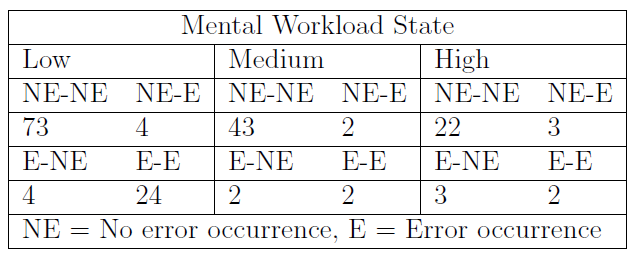 Mental Workload State
Low Medium High
NE-NE NE-E NE-NE NE-E NE-NE NE-E
73 4 43 2 22 3
E-NE E-E E-NE E-E E-NE E-E
4 24 2 2 3 2
NE = No error occurrence, E = Error occurrence